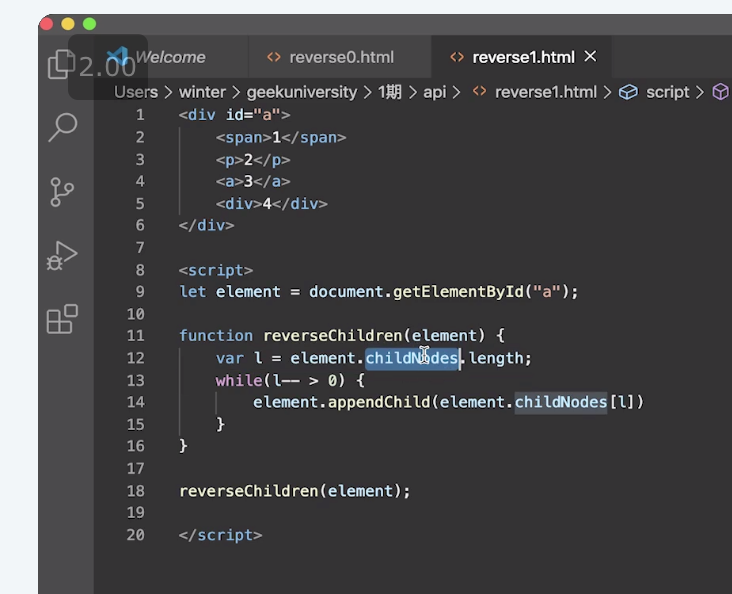 Welcome
reverse0.html
reverse1.html
2.00
Users > winter > geekuniversity > 1期 > api > reverse1.html > script >
1 <div id="a">
2 <span>1</span>
3 <p>2</p>
4 <a>3</a>
5 <div>4</div>
6 </div>
7
8 <script>
9 let element = document.getElementById("a");
10
11 function reverseChildren(element) {
12 var l = element.childNodes.length;
13 while(l-- > 0) {
14 element.appendChild(element.childNodes[l])
15 }
16 }
17
18 reverseChildren(element);
19
20 </script>